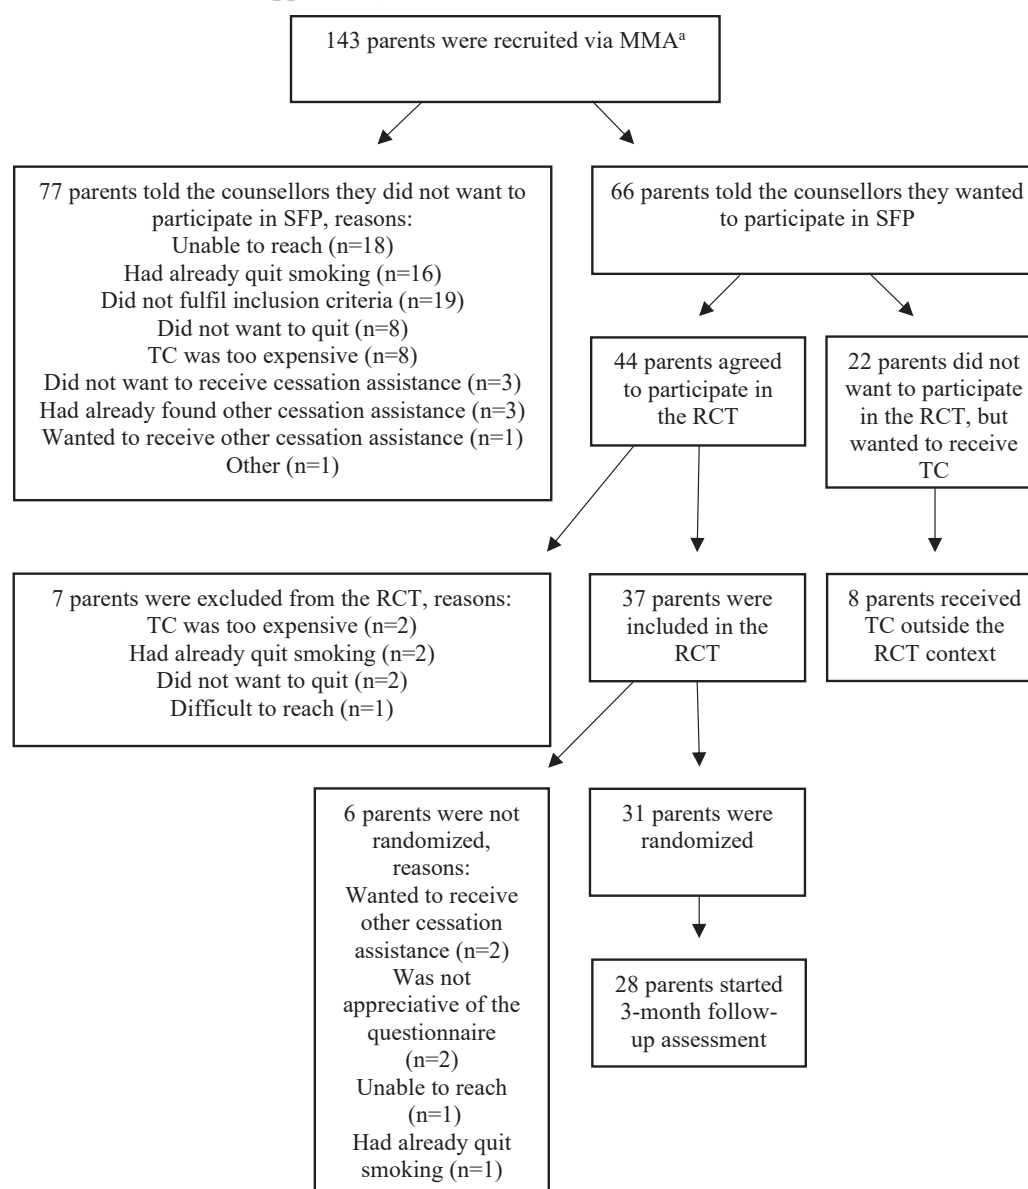 143 parents were recruited via MMAᵃ
77 parents told the counsellors they did not want to
participate in SFP, reasons:
Unable to reach (n=18)
Had already quit smoking (n=16)
Did not fulfil inclusion criteria (n=19)
Did not want to quit (n=8)
TC was too expensive (n=8)
Did not want to receive cessation assistance (n=3)
Had already found other cessation assistance (n=3)
Wanted to receive other cessation assistance (n=1)
Other (n=1)
66 parents told the counsellors they wanted
to participate in SFP
44 parents agreed
to participate in
the RCT
22 parents did not
want to participate
in the RCT, but
wanted to receive
TC
7 parents were excluded from the RCT, reasons:
TC was too expensive (n=2)
Had already quit smoking (n=2)
Did not want to quit (n=2)
Difficult to reach (n=1)
37 parents were
included in the
RCT
8 parents received
TC outside the
RCT context
6 parents were not
randomized,
reasons:
Wanted to receive
other cessation
assistance (n=2)
Was not
appreciative of the
questionnaire
(n=2)
Unable to reach
(n=1)
Had already quit
smoking (n=1)
31 parents were
randomized
28 parents started
3-month follow-
up assessment